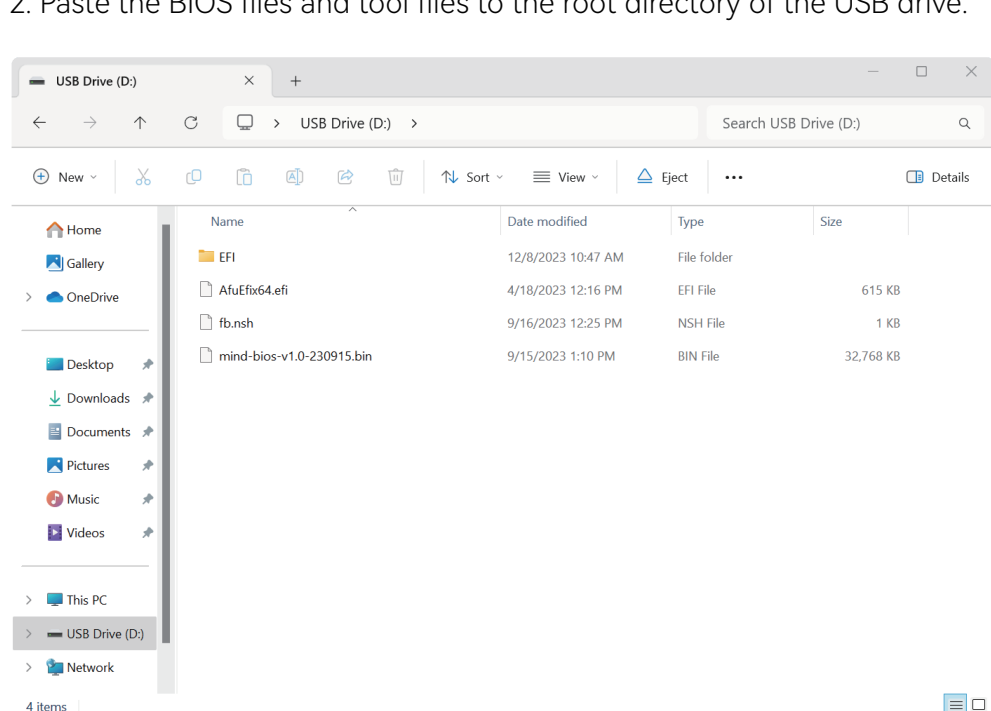 2. Paste the BIOS files and tool files to the root directory of the USB drive.
USB Drive (D:)
USB Drive (D:)
Search USB Drive (D:)
New
Sort
View
Eject
Details
Home
Gallery
OneDrive
Desktop
Downloads
Documents
Pictures
Music
Videos
This PC
USB Drive (D:)
Network
Name Date modified Type Size
EFI 12/8/2023 10:47 AM File folder
AfuEfix64.efi 4/18/2023 12:16 PM EFI File 615 KB
fb.nsh 9/16/2023 12:25 PM NSH File 1 KB
mind-bios-v1.0-230915.bin 9/15/2023 1:10 PM BIN File 32,768 KB
4 items